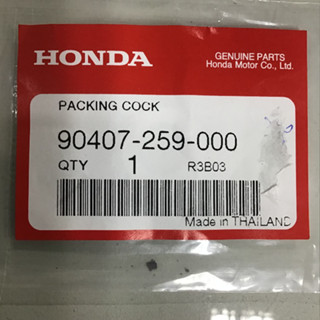 HONDA
GENUINE PARTS
Honda Motor Co., Ltd.
PACKING COCK
90407-259-000
QTY 1 R3B03
Made in THAILAND